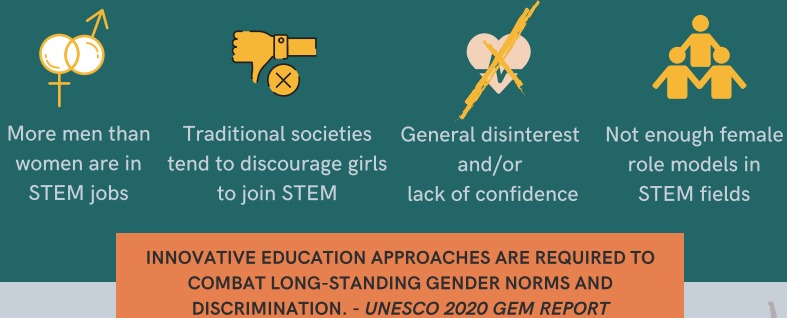 More men than
women are in
STEM jobs
Traditional societies
tend to discourage girls
to join STEM
General disinterest
and/or
lack of confidence
Not enough female
role models in
STEM fields
INNOVATIVE EDUCATION APPROACHES ARE REQUIRED TO
COMBAT LONG-STANDING GENDER NORMS AND
DISCRIMINATION. - UNESCO 2020 GEM REPORT